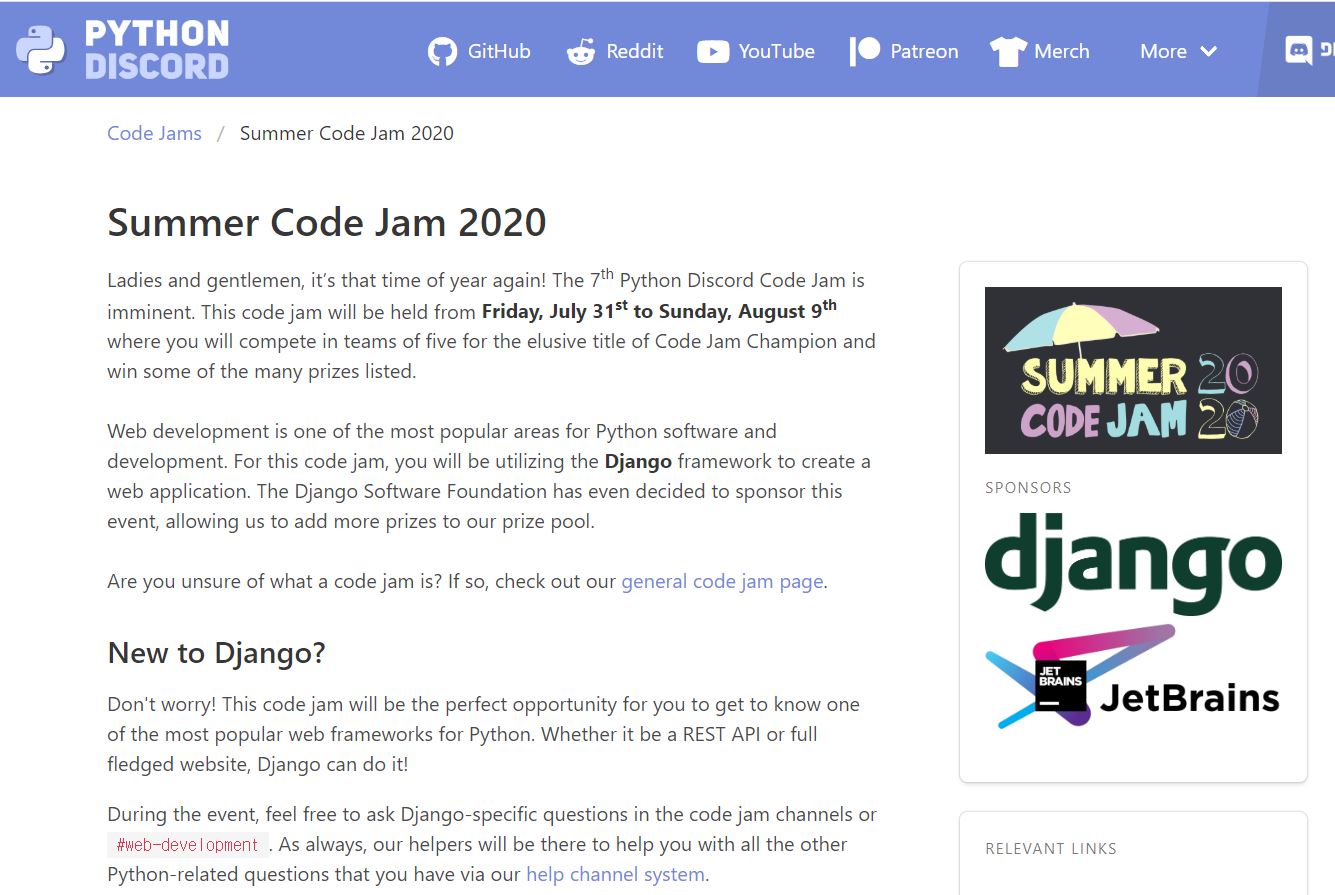 PYTHON
DISCORD
GitHub
Reddit
YouTube
Patreon
Merch
More
Code Jams / Summer Code Jam 2020
Summer Code Jam 2020
Ladies and gentlemen, it’s that time of year again! The 7th Python Discord Code Jam is
imminent. This code jam will be held from Friday, July 31st to Sunday, August 9th
where you will compete in teams of five for the elusive title of Code Jam Champion and
win some of the many prizes listed.
Web development is one of the most popular areas for Python software and
development. For this code jam, you will be utilizing the Django framework to create a
web application. The Django Software Foundation has even decided to sponsor this
event, allowing us to add more prizes to our prize pool.
Are you unsure of what a code jam is? If so, check out our general code jam page.
New to Django?
Don't worry! This code jam will be the perfect opportunity for you to get to know one
of the most popular web frameworks for Python. Whether it be a REST API or full
fledged website, Django can do it!
During the event, feel free to ask Django-specific questions in the code jam channels or
#web-development . As always, our helpers will be there to help you with all the other
Python-related questions that you have via our help channel system.
SUMMER 20
CODE JAM 20
SPONSORS
django
JET
BRAINS
JetBrains
RELEVANT LINKS